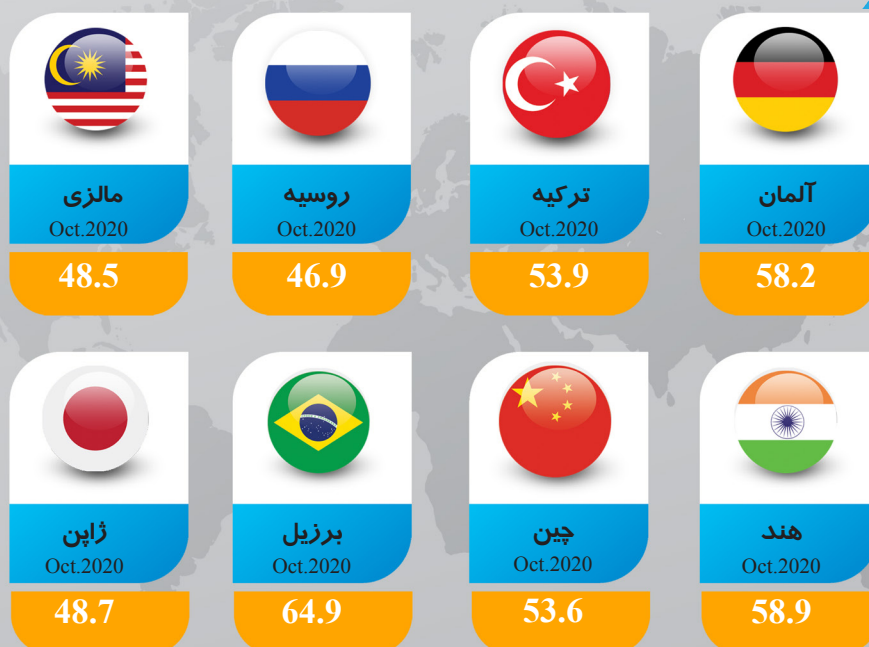 مالزی
Oct.2020
48.5
روسیه
Oct.2020
46.9
ترکیه
Oct.2020
53.9
آلمان
Oct.2020
58.2
ژاپن
Oct.2020
48.7
برزیل
Oct.2020
64.9
چین
Oct.2020
53.6
هند
Oct.2020
58.9